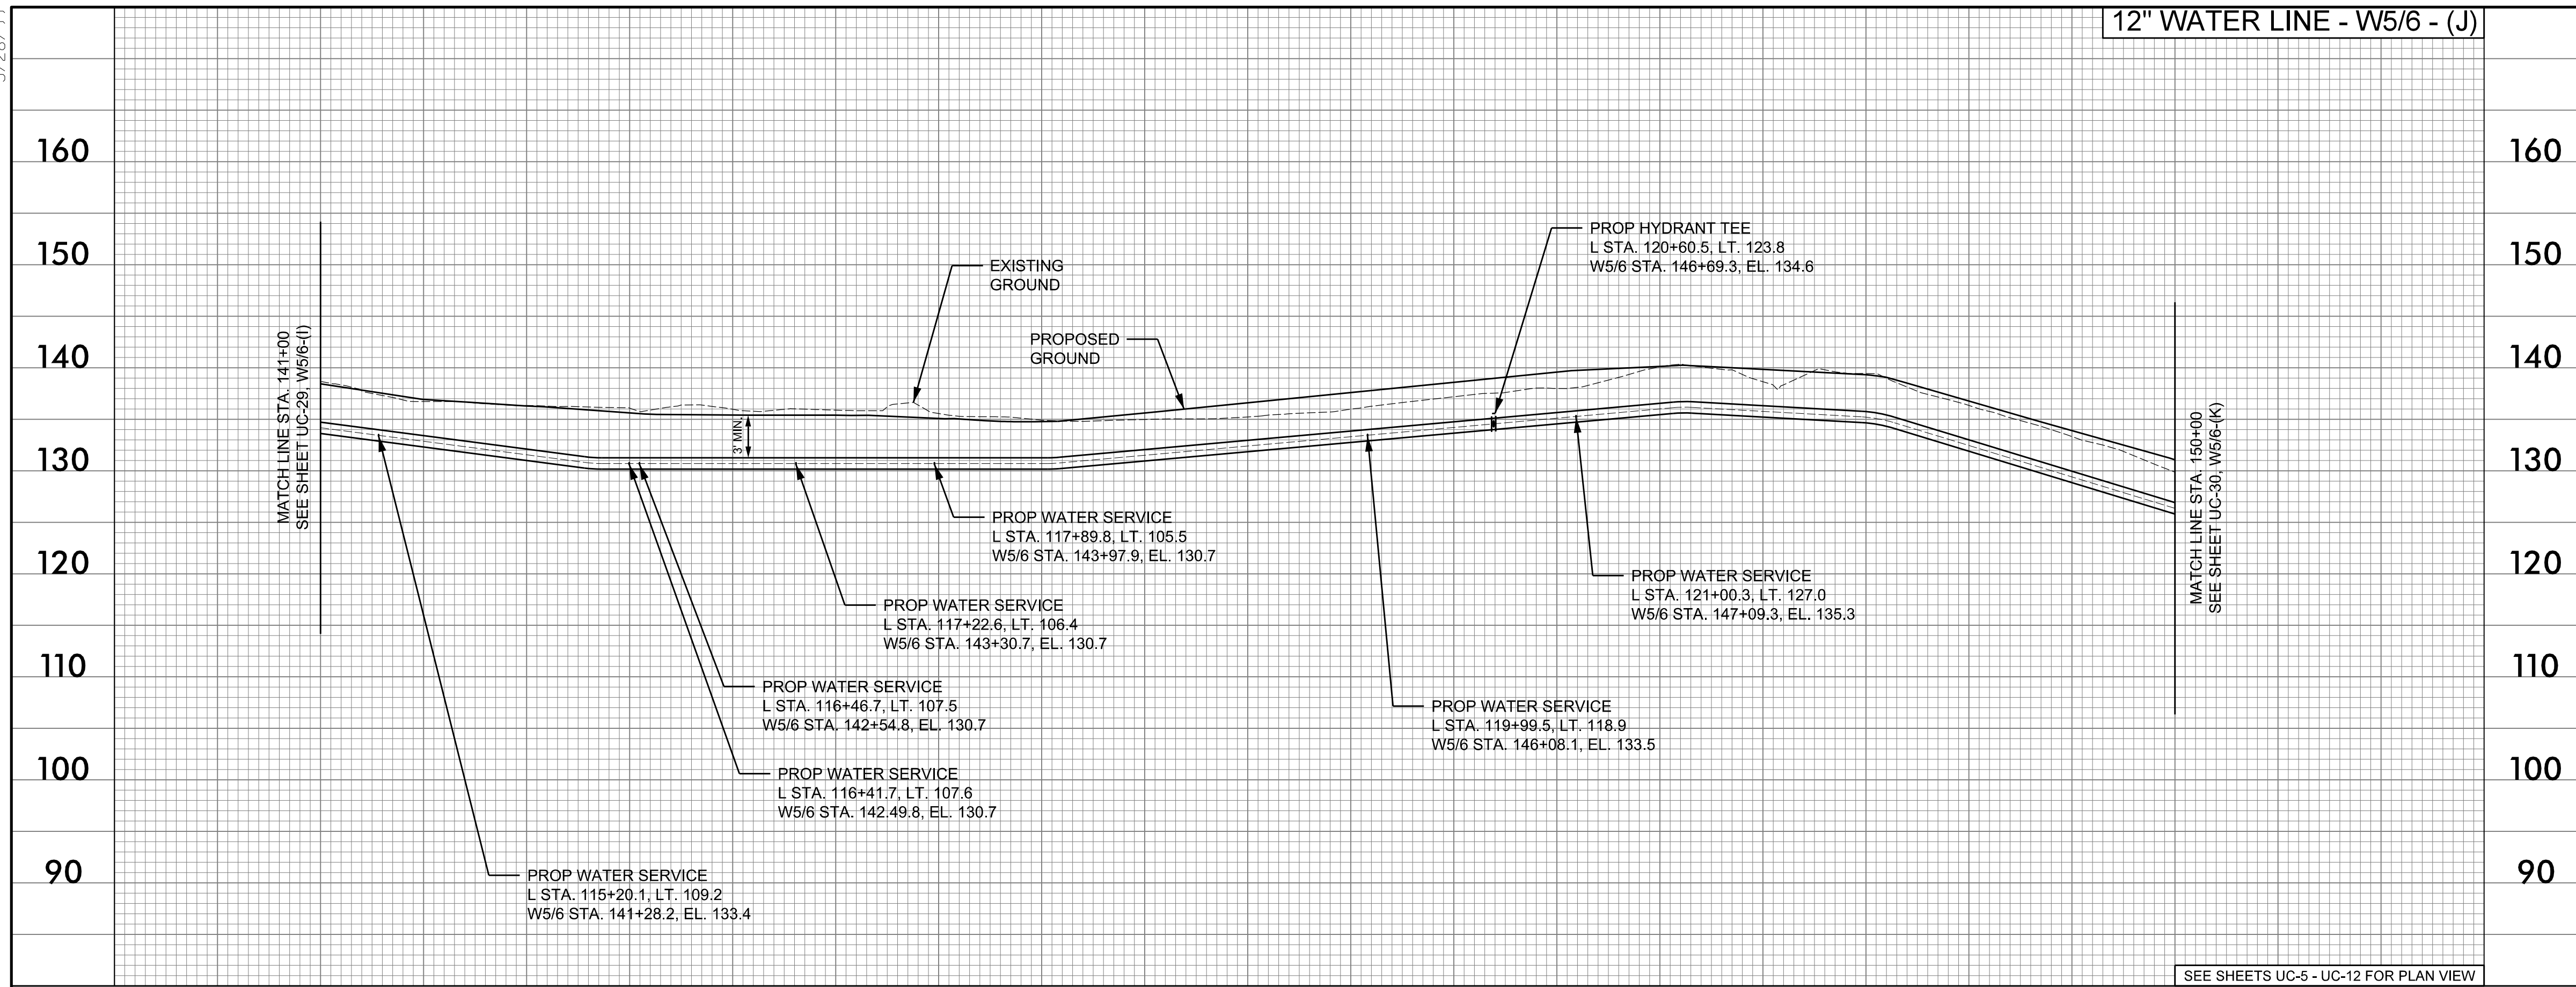 12" WATER LINE - W5/6 - (J)
160
150
140
130
120
110
100
90
160
150
140
130
120
110
100
90
MATCH LINE STA. 141+00
SEE SHEET UC-29, W5/6-(I)
EXISTING
GROUND
PROPOSED
GROUND
3' MIN.
PROP HYDRANT TEE
L STA. 120+60.5, LT. 123.8
W5/6 STA. 146+69.3, EL. 134.6
PROP WATER SERVICE
L STA. 117+89.8, LT. 105.5
W5/6 STA. 143+97.9, EL. 130.7
PROP WATER SERVICE
L STA. 117+22.6, LT. 106.4
W5/6 STA. 143+30.7, EL. 130.7
PROP WATER SERVICE
L STA. 116+46.7, LT. 107.5
W5/6 STA. 142+54.8, EL. 130.7
PROP WATER SERVICE
L STA. 116+41.7, LT. 107.6
W5/6 STA. 142.49.8, EL. 130.7
PROP WATER SERVICE
L STA. 115+20.1, LT. 109.2
W5/6 STA. 141+28.2, EL. 133.4
PROP WATER SERVICE
L STA. 121+00.3, LT. 127.0
W5/6 STA. 147+09.3, EL. 135.3
PROP WATER SERVICE
L STA. 119+99.5, LT. 118.9
W5/6 STA. 146+08.1, EL. 133.5
MATCH LINE STA. 150+00
SEE SHEET UC-30, W5/6-(K)
SEE SHEETS UC-5 - UC-12 FOR PLAN VIEW